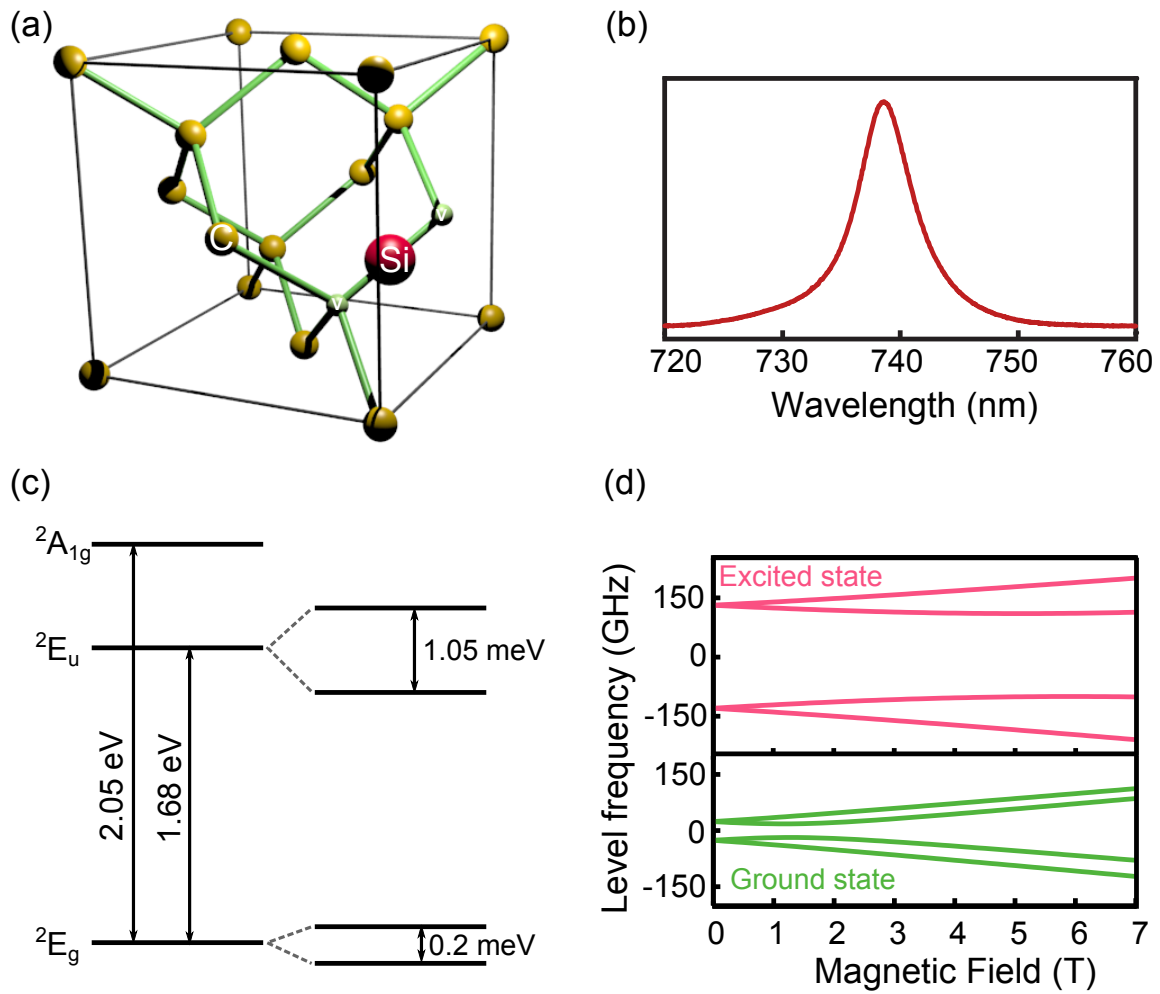 (a)
C
Si
V
V
(b)
720 730 740 750 760
Wavelength (nm)
(c)
²A₁g
²Eᵤ
1.05 meV
2.05 eV
1.68 eV
²E_g
0.2 meV
(d)
Level frequency (GHz)
Excited state
150
0
-150
150
0
-150
Ground state
0 1 2 3 4 5 6 7
Magnetic Field (T)